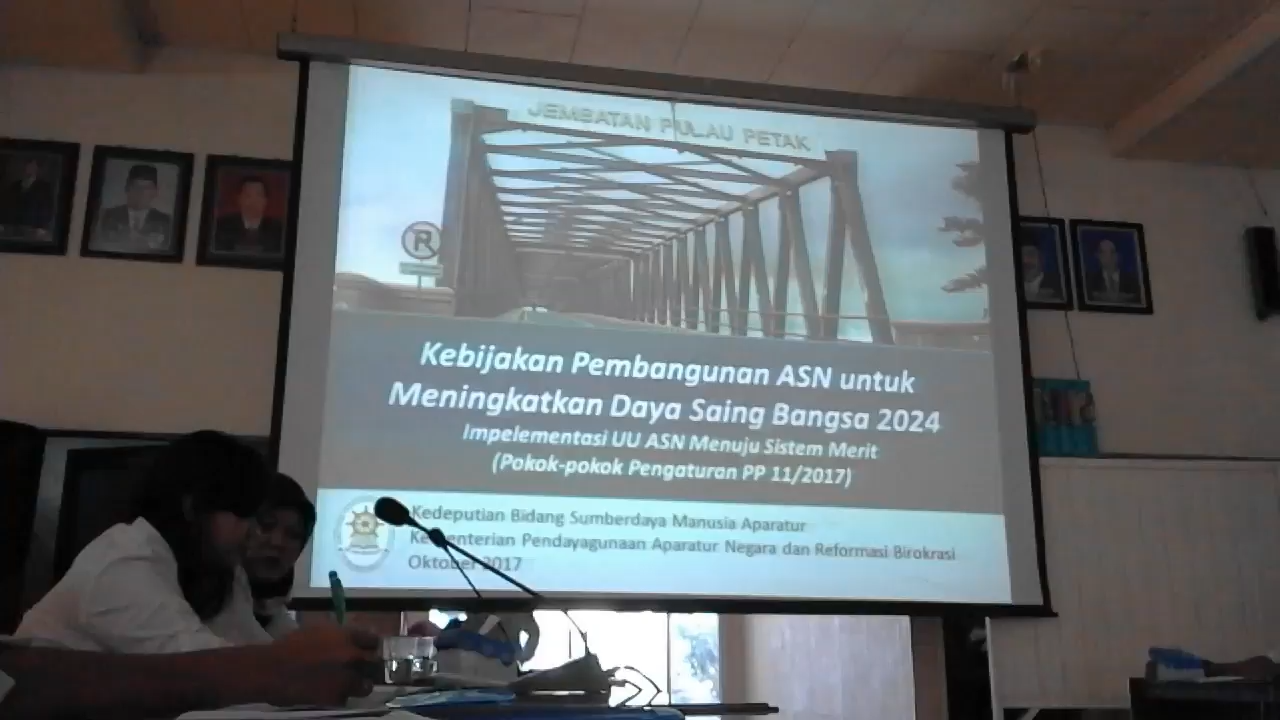 JEMBATAN PULAU PETAK
R
Kebijakan Pembangunan ASN untuk
Meningkatkan Daya Saing Bangsa 2024
Impelementasi UU ASN Menuju Sistem Merit
(Pokok-pokok Pengaturan PP 11/2017)
Kedeputian Bidang Sumberdaya Manusia Aparatur
Kementerian Pendayagunaan Aparatur Negara dan Reformasi Birokrasi
Oktober 2017